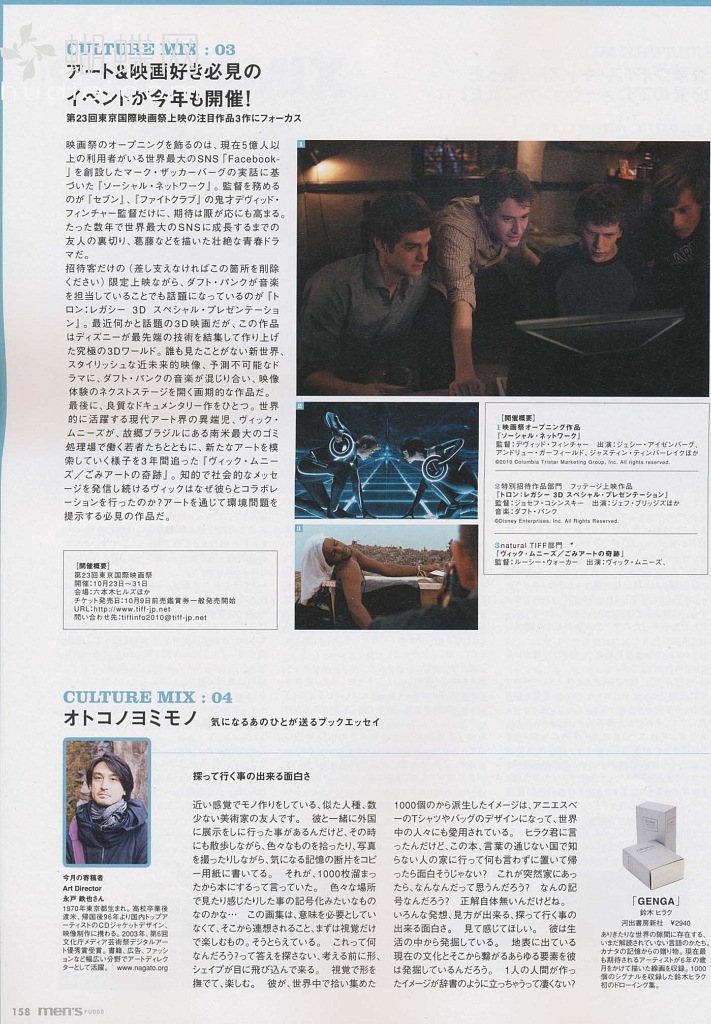 CULTURE MIX : 03
アート&映画好き必見の
イベントが今年も開催!
第23回東京国際映画祭上映の注目作品3作にフォーカス
映画祭のオープニングを飾るのは、現在5億人以
上の利用者がいる世界最大のSNS「Facebook-
」を創設したマーク・ザッカーバーグの実話に基
づいた『ソーシャル・ネットワーク』。監督を務める
のが『セブン』、『ファイトクラブ』の鬼才デヴィッド・
フィンチャー監督だけに、期待は厭が応にも高まる。
たった数年で世界最大のSNSに成長するまでの
友人の裏切り、葛藤などを描いた壮絶な青春ドラ
マだ。
招待客だけの(差し支えなければこの箇所を削除
ください)限定上映ながら、ダフト・パンクが音楽
を担当していることでも話題になっているのが『ト
ロン:レガシー 3D スペシャル・プレゼンテーショ
ン』。最近何かと話題の3D映画だが、この作品
はディズニーが最先端の技術を結集して作り上げ
た究極の3Dワールド。誰も見たことがない新世界、
スタイリッシュな近未来的映像、予測不可能なド
ラマに、ダフト・パンクの音楽が混じり合い、映像
体験のネクストステージを開く画期的な作品だ。
最後に、良質なドキュメンタリー作をひとつ。世界
的に活躍する現代アート界の異端児、ヴィック・
ムニーズが、故郷ブラジルにある南米最大のゴミ
処理場で働く若者たちとともに、新たなアートを模
索していく様子を3年間追った『ヴィック・ムニー
ズ/ごみアートの奇跡』。知的で社会的なメッセ
ージを発信し続けるヴィックはなぜ彼らとコラボレ
ーションを行ったのか?アートを通じて環境問題を
提示する必見の作品だ。
[開催概要]
第23回東京国際映画祭
開催:10月23日〜31日
会場:六本木ヒルズほか
チケット発売日:10月9日前売鑑賞券一般発売開始
URL:http://www.tiff-jp.net
問い合わせ先:tiffinfo2010@tiff-jp.net
1
2
3
[開催概要]
1映画祭オープニング作品
『ソーシャル・ネットワーク』
監督:デヴィッド・フィンチャー 出演:ジェシー・アイゼンバーグ、
アンドリュー・ガーフィールド、ジャスティン・ティンバーレイクほか
©2010 Columbia Tristar Marketing Group, Inc. All rights reserved.
2特別招待作品部門 フッテージ上映作品
『トロン:レガシー 3D スペシャル・プレゼンテーション』
監督:ジョセフ・コシンスキー 出演:ジェフ・ブリッジスほか
音楽:ダフト・パンク
©Disney Enterprises, Inc. All Rights Reserved.
3natural TIFF部門
『ヴィック・ムニーズ/ごみアートの奇跡』
監督:ルーシー・ウォーカー 出演:ヴィック・ムニーズ、
CULTURE MIX : 04
オトコノヨミモノ 気になるあのひとが送るブックエッセイ
今月の寄稿者
Art Director
永戸 鉄也さん
1970年東京都生まれ。高校卒業後
渡米、帰国後96年より国内トップア
ーティストのCDジャケットデザイン、
映像制作に携わる。2003年、第6回
文化庁メディア芸術祭デジタルアー
ト優秀賞受賞。書籍、広告、ファッシ
ョンなど幅広い分野でアートディレク
ターとして活躍。 www.nagato.org
探って行く事の出来る面白さ
近い感覚でモノ作りをしている、似た人種、数
少ない美術家の友人です。 彼と一緒に外国
に展示をしに行った事があるんだけど、その時
にも散歩しながら、色々なものを拾ったり、写真
を撮ったりしながら、気になる記憶の断片をコピ
ー用紙に書いてる。 それが、1000枚溜まっ
たから本にするって言っていた。 色々な場所
で見たり感じたりした事の記号化みたいなもの
なのかな… この画集は、意味を必要としてい
なくて、そこから連想されること、まずは視覚だけ
で楽しむもの。そうとらえている。 これって何
なんだろう?って答えを探さない、考える前に形、
シェイプが目に飛び込んで来る。 視覚で形を
撫でて、楽しむ。 彼が、世界中で拾い集めた
1000個のから派生したイメージは、アニエスベ
ーのTシャツやバッグのデザインになって、世界
中の人々にも愛用されている。 ヒラク君に言
ったんだけど、この本、言葉の通じない国で知
らない人の家に行って何も言わずに置いて帰
ったら面白そうじゃない? これが突然家にあっ
たら、なんなんだって思うんだろう? なんの記
号なんだろう? 正解自体無いんだけどね。
いろんな発想、見方が出来る、探って行く事の
出来る面白さ。 見て感じてほしい。 彼は生
活の中から発掘している。 地表に出ている
現在の文化とそこから繋がるあらゆる要素を彼
は発掘しているんだろう。 1人の人間が作っ
たイメージが辞書のように立っちゃうって凄くない?
「GENGA」
鈴木 ヒラク
河出書房新社 ¥2940
ありきたりな世界の隙間に存在する、
いまだ解読されていない言語のかたち。
カナタの記憶からの贈り物。現在最
も期待されるアーティストが6年の歳
月をかけて描いた線画を収録。1000
個のシグナルを収録した鈴木ヒラク
初のドローイング集。
158 men's FUDGE